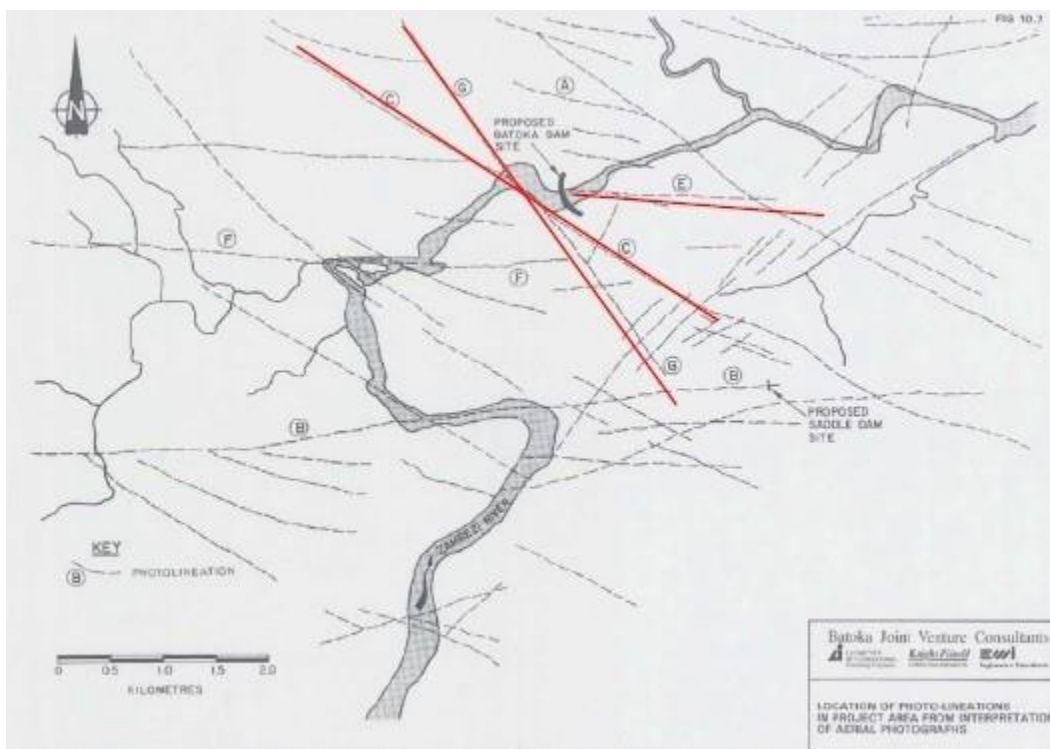 FIG 10.7
N
C
G
A
PROPOSED
BATOKA DAM
SITE
E
F
C
F
G
B
B
PROPOSED
SADDLE DAM
SITE
ZAMBEZI RIVER
KEY
B PHOTOLINEATION
0 0.5 1.0 1.5 2.0
KILOMETRES
Batoka Joint Venture Consultants
Knight Piésold
LOCATION OF PHOTO-LINEATIONS
IN PROJECT AREA FROM INTERPRETATION
OF AERIAL PHOTOGRAPHS